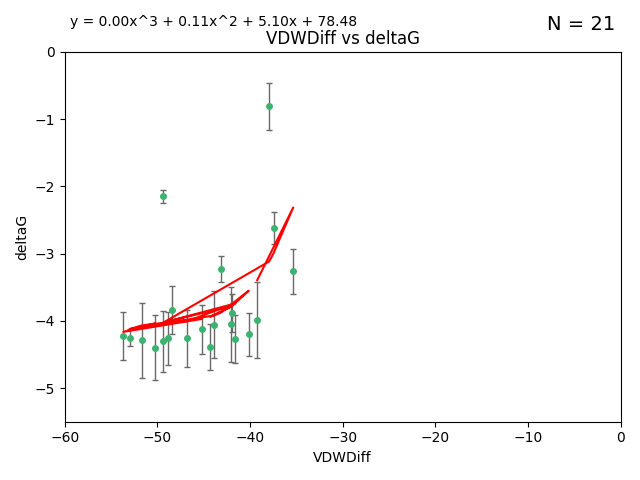 y = 0.00x^3 + 0.11x^2 + 5.10x + 78.48
N = 21
VDWDiff vs deltaG
0
−1
−2
−3
−4
−5
deltaG
−60 −50 −40 −30 −20 −10 0
VDWDiff